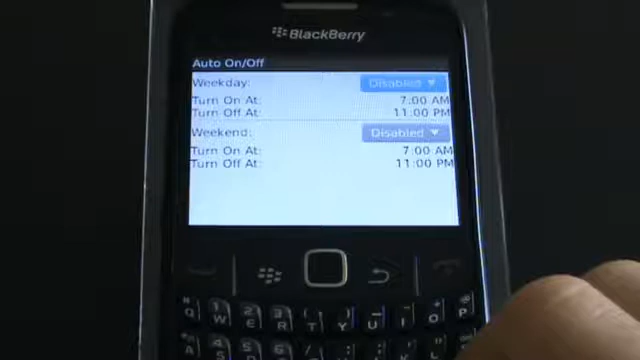 BlackBerry
Auto On/Off
Weekday: Disabled
Turn On At: 7:00 AM
Turn Off At: 11:00 PM
Weekend: Disabled
Turn On At: 7:00 AM
Turn Off At: 11:00 PM
Q W E R T Y U I O P
A S D